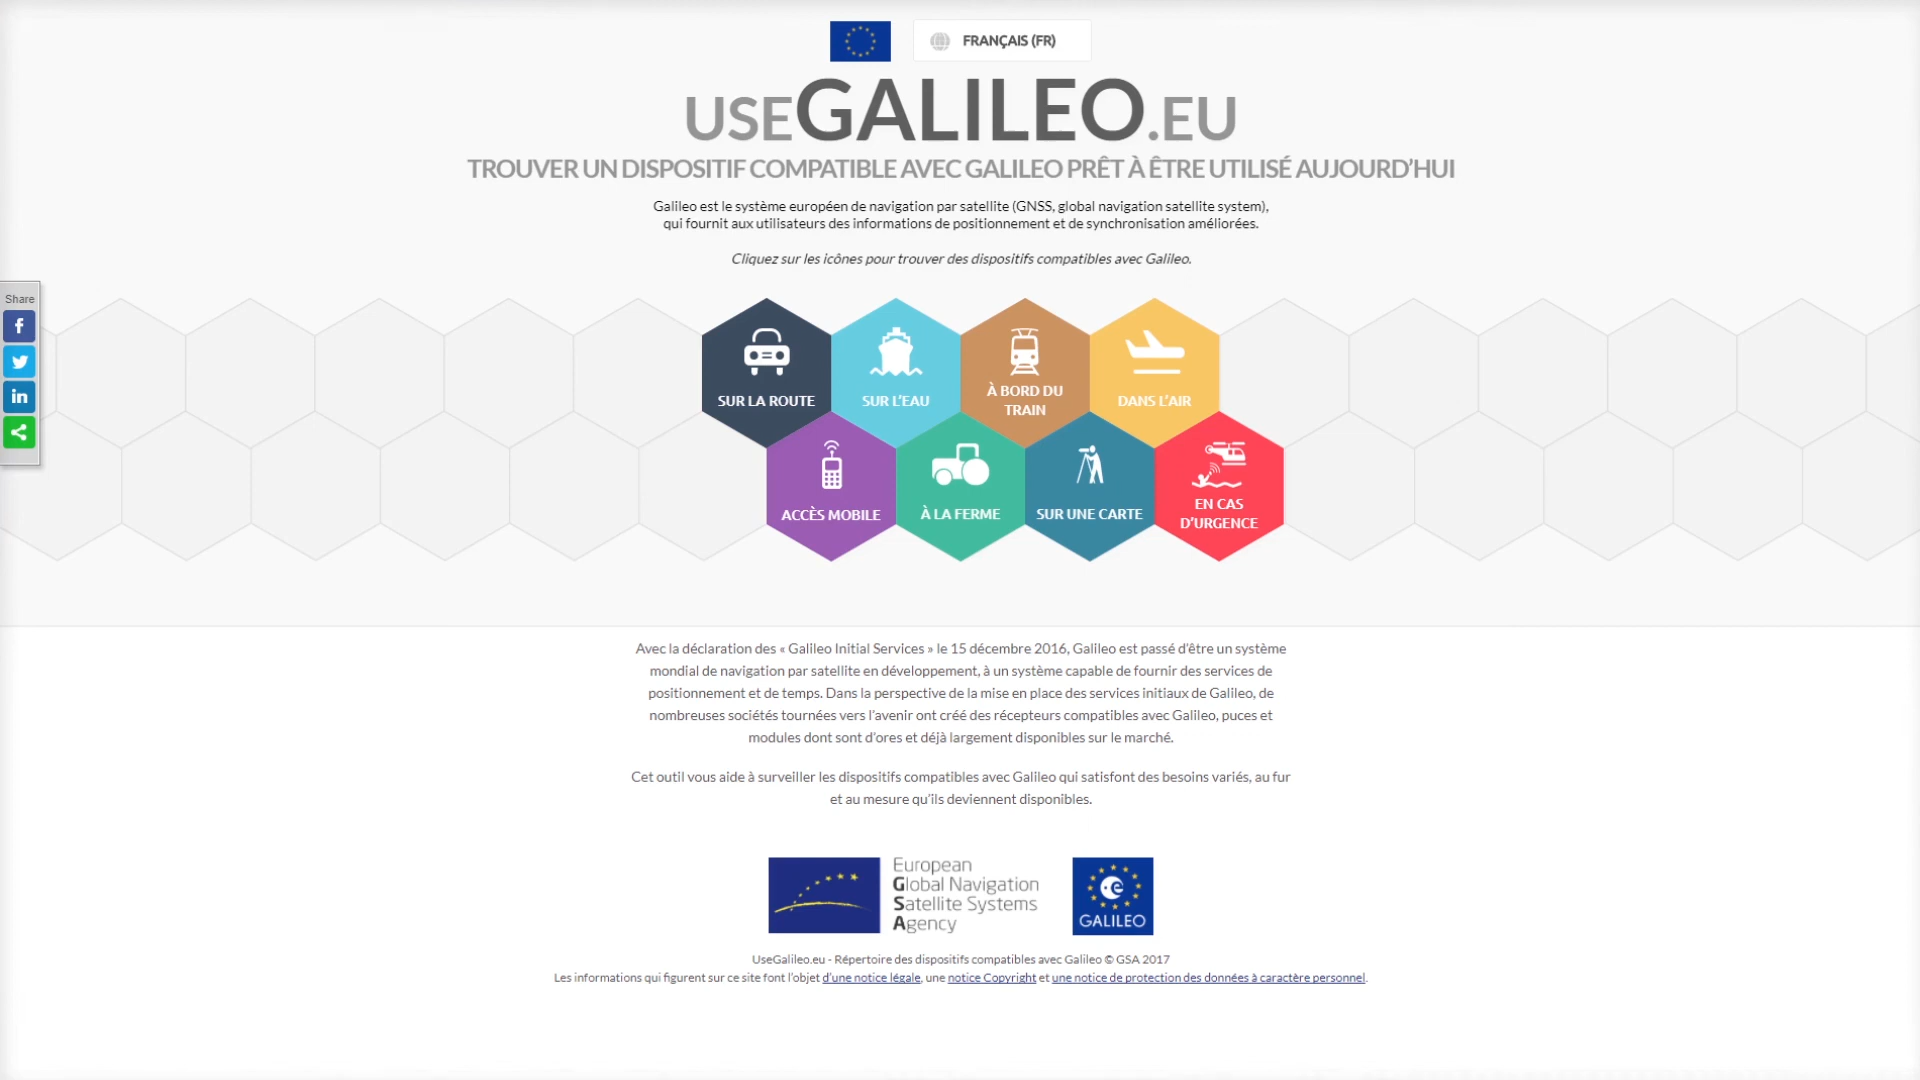 FRANÇAIS (FR)
USEGALILEO.EU
TROUVER UN DISPOSITIF COMPATIBLE AVEC GALILEO PRÊT À ÊTRE UTILISÉ AUJOURD'HUI
Galileo est le système européen de navigation par satellite (GNSS, global navigation satellite system),
qui fournit aux utilisateurs des informations de positionnement et de synchronisation améliorées.
Cliquez sur les icônes pour trouver des dispositifs compatibles avec Galileo.
Share
SUR LA ROUTE
SUR L'EAU
À BORD DU
TRAIN
DANS L'AIR
ACCÈS MOBILE
À LA FERME
SUR UNE CARTE
EN CAS
D'URGENCE
Avec la déclaration des « Galileo Initial Services » le 15 décembre 2016, Galileo est passé d'être un système
mondial de navigation par satellite en développement, à un système capable de fournir des services de
positionnement et de temps. Dans la perspective de la mise en place des services initiaux de Galileo, de
nombreuses sociétés tournées vers l'avenir ont créé des récepteurs compatibles avec Galileo, puces et
modules dont sont d'ores et déjà largement disponibles sur le marché.
Cet outil vous aide à surveiller les dispositifs compatibles avec Galileo qui satisfont des besoins variés, au fur
et au mesure qu'ils deviennent disponibles.
European
Global Navigation
Satellite Systems
Agency
GALILEO
UseGalileo.eu - Répertoire des dispositifs compatibles avec Galileo © GSA 2017
Les informations qui figurent sur ce site font l'objet d'une notice légale, une notice Copyright et une notice de protection des données à caractère personnel.